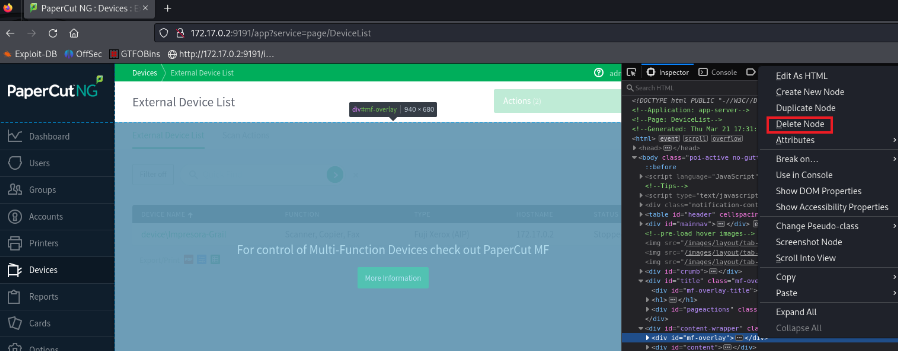 PaperCut NG : Devices : E
172.17.0.2:9191/app?service=page/DeviceList
Exploit-DB
OffSec
GTFOBins
http://172.17.0.2:9191/i…
PaperCutNG
Dashboard
Users
Groups
Accounts
Printers
Devices
Reports
Cards
Options
Devices
External Device List
External Device List
Actions (2)
div#mf-overlay | 940 × 680
For control of Multi-Function Devices check out PaperCut MF
More Information
Inspector
Console
Search HTML
<!DOCTYPE html PUBLIC "-//W3C//D
<!--Application: app-server-->
<!--Page: DeviceList-->
<!--Generated: Thu Mar 21 17:31:
<html> event scroll overflow
<head> </head>
<body class="poi-active no-gut
::before
<script language="JavaScript"
<!--Tips-->
<script type="text/javascript
<div class="notification-cont
<table id="header" cellspacing
<div id="mainnav"> </div>
<!--pre-load hover images-->
<img src="/images/layout/tab-
<img src="/images/layout/tab-
<img src="/images/layout/tab-
<div id="crumb"> </div>
<div id="title" class="mf-ove
<div id="mf-overlay-title">
<h1> </h1>
<div id="pageactions" class
</div>
<div id="content-wrapper" cla
<div id="mf-overlay"> </div>
<div id="content"> </div>
Edit As HTML
Create New Node
Duplicate Node
Delete Node
Attributes
Break on…
Use in Console
Show DOM Properties
Show Accessibility Properties
Change Pseudo-class
Screenshot Node
Scroll Into View
Copy
Paste
Expand All
Collapse All